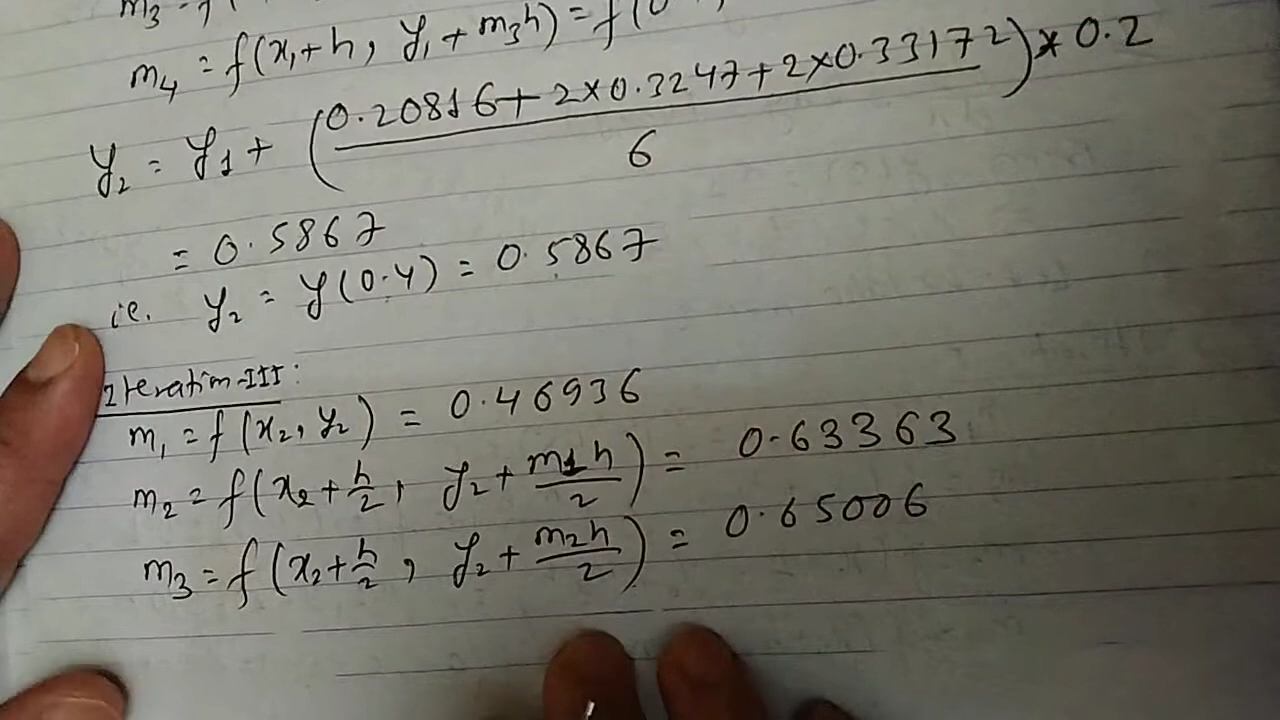 m₃ = f(
m₄ = f(x₁+h, y₁+m₃h) = f(0
y₂ = y₁ + ((0.20816 + 2×0.3247 + 2×0.33172)/6) * 0.2
= 0.5867
i.e. y₂ = y(0.4) = 0.5867
Iteration-III:
m₁ = f(x₂, y₂) = 0.46936
m₂ = f(x₂ + h/2, y₂ + m₁h/2) = 0.63363
m₃ = f(x₂ + h/2, y₂ + m₂h/2) = 0.65006